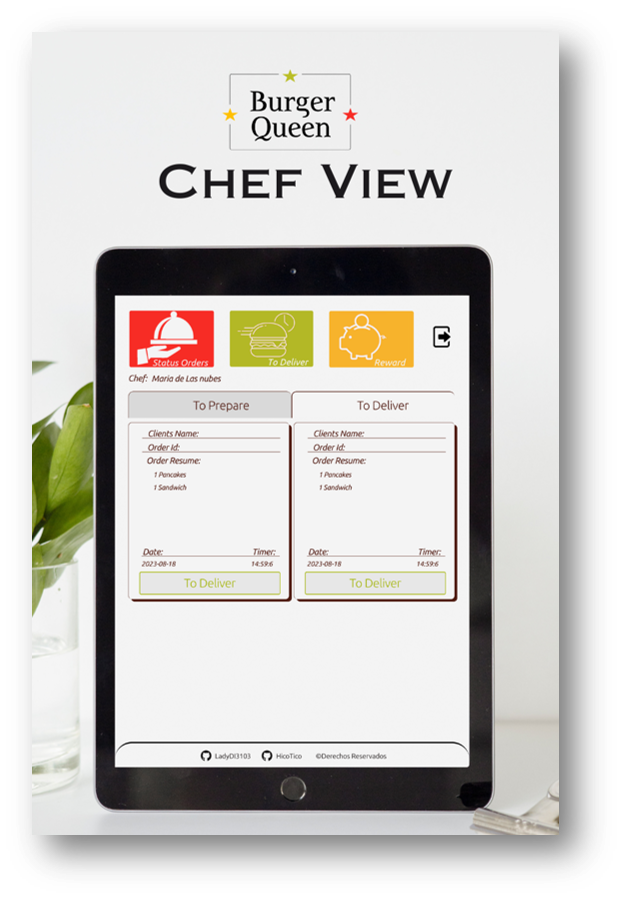 Burger
Queen
CHEF VIEW
Status Orders
To Deliver
Reward
Chef: Maria de Las nubes
To Prepare
To Deliver
Clients Name:
Order Id:
Order Resume:
1 Pancakes
1 Sandwich
Date: Timer:
2023-08-18 14:59:6
To Deliver
Clients Name:
Order Id:
Order Resume:
1 Pancakes
1 Sandwich
Date: Timer:
2023-08-18 14:59:6
To Deliver
LadyDi3103 HicoTico ©Derechos Reservados